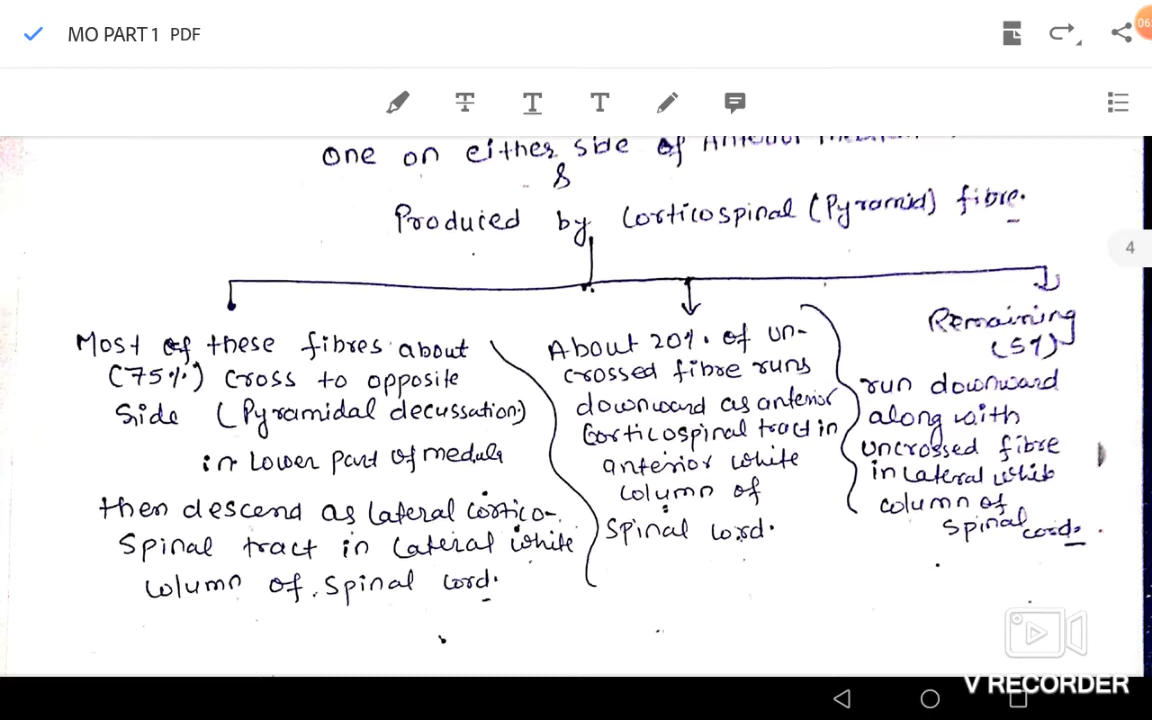 06:
MO PART 1 PDF
one on either side of Anterior
&
Produced by Corticospinal (Pyramid) fibre.
4
Most of these fibres about
(75%) cross to opposite
side (Pyramidal decussation)
in lower part of medula
then descend as lateral cortico-
spinal tract in lateral white
column of spinal cord.
About 20% of un-
crossed fibre runs
downward as anterior
Corticospinal tract in
anterior white
column of
spinal cord.
Remaining
(5%)
run downward
along with
uncrossed fibre
in lateral white
column of
spinal cord.
V RECORDER